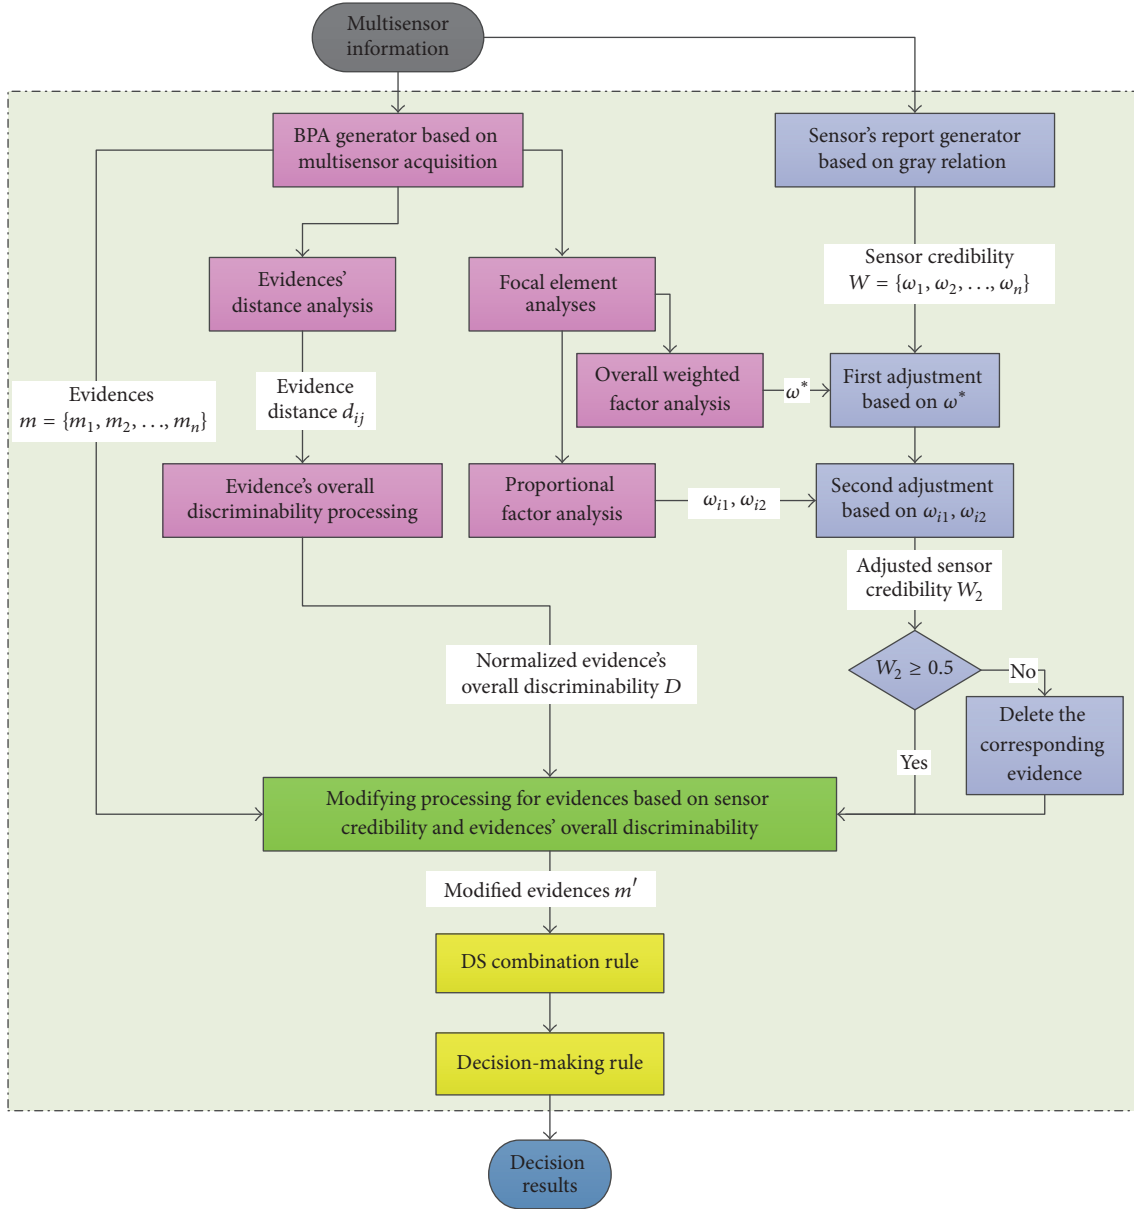 Multisensor
information
BPA generator based on
multisensor acquisition
Sensor's report generator
based on gray relation
Evidences'
distance analysis
Focal element
analyses
Sensor credibility
W = {ω₁, ω₂, . . ., ωₙ}
Overall weighted
factor analysis
ω*
First adjustment
based on ω*
Evidences
m = {m₁, m₂, . . ., mₙ}
Evidence
distance dᵢⱼ
Evidence's overall
discriminability processing
Proportional
factor analysis
ωᵢ₁, ωᵢ₂
Second adjustment
based on ωᵢ₁, ωᵢ₂
Adjusted sensor
credibility W₂
Normalized evidence's
overall discriminability D
W₂ ≥ 0.5
No
Delete the
corresponding
evidence
Yes
Modifying processing for evidences based on sensor
credibility and evidences' overall discriminability
Modified evidences m′
DS combination rule
Decision-making rule
Decision
results